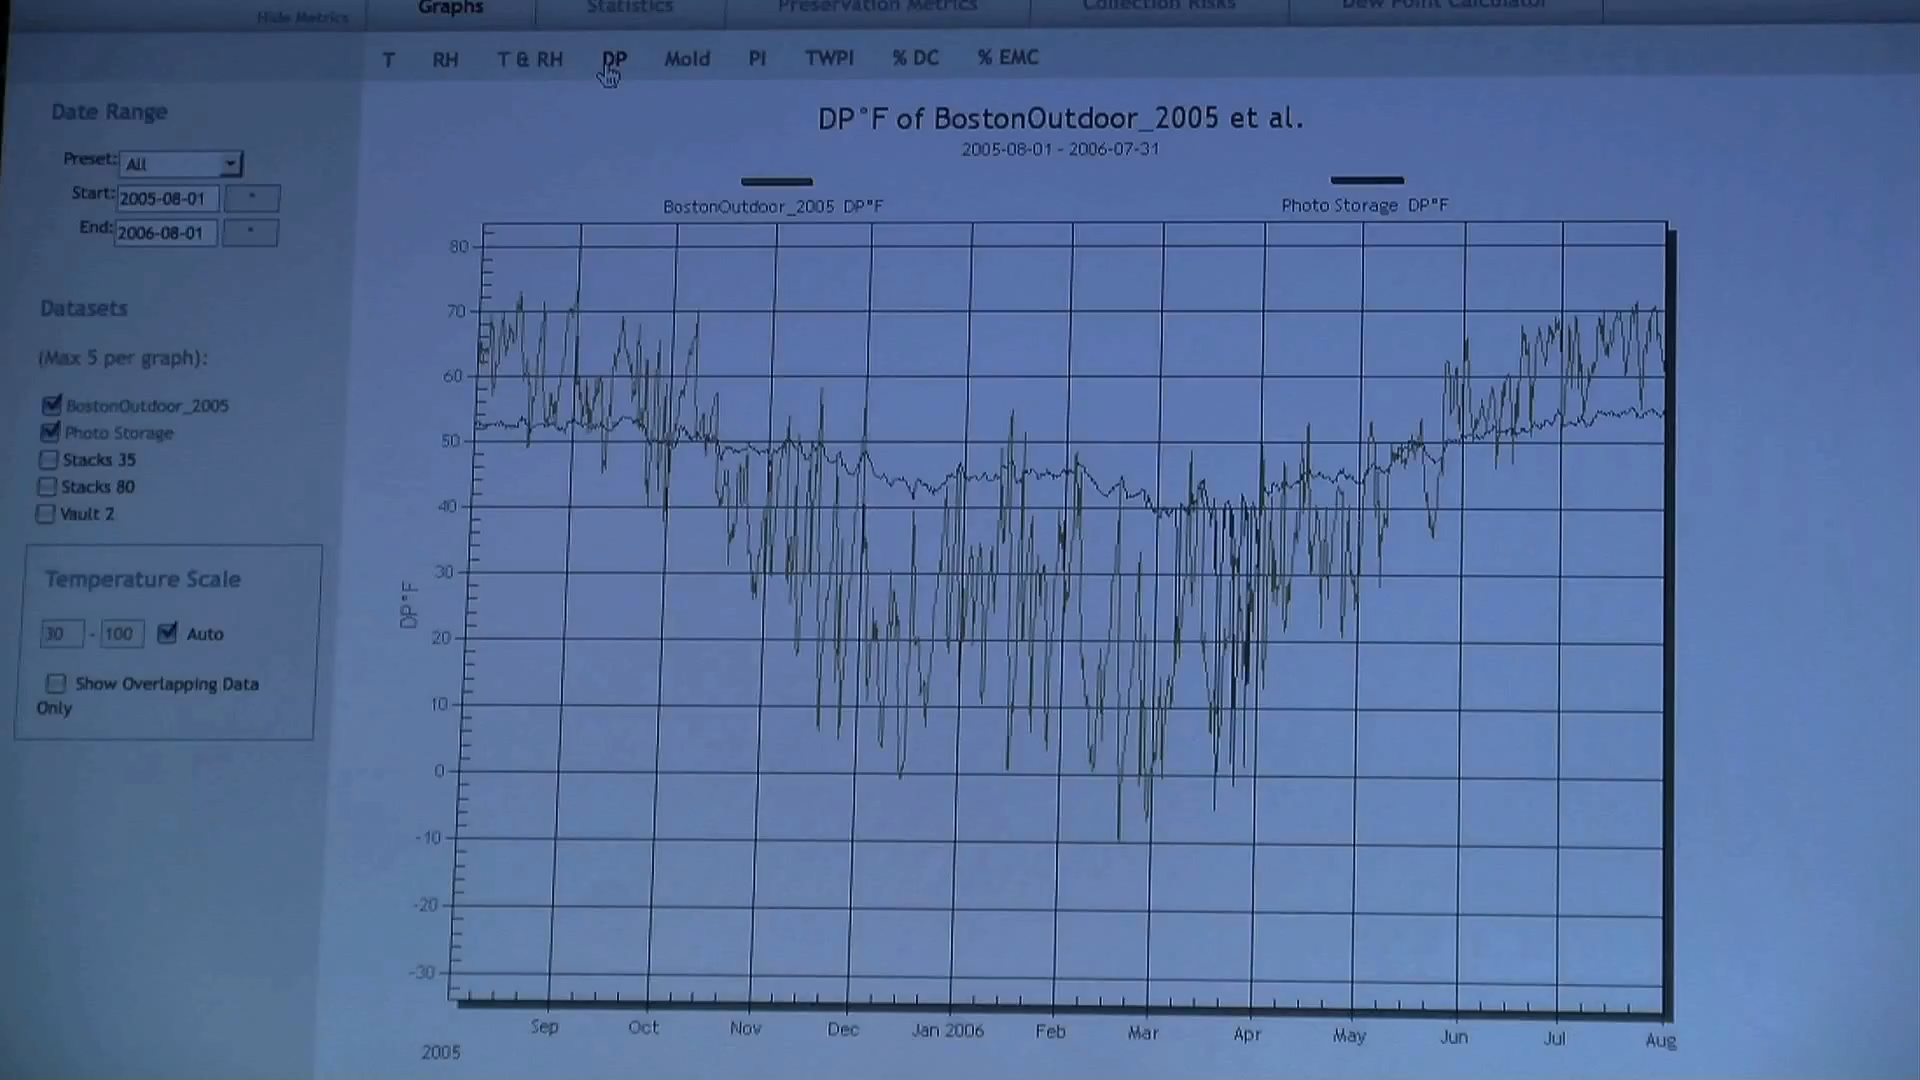 Graphs Statistics Preservation Metrics Collection Risks Dew Point Calculator
Hide Metrics
T RH T & RH DP Mold PI TWPI % DC % EMC
Date Range
Preset: All
Start: 2005-08-01
End: 2006-08-01
Datasets
(Max 5 per graph):
BostonOutdoor_2005
Photo Storage
Stacks 35
Stacks 80
Vault 2
Temperature Scale
30 - 100 Auto
Show Overlapping Data
Only
DP°F of BostonOutdoor_2005 et al.
2005-08-01 - 2006-07-31
BostonOutdoor_2005 DP°F
Photo Storage DP°F
80
70
60
50
40
30
20
10
0
-10
-20
-30
DP°F
Sep Oct Nov Dec Jan 2006 Feb Mar Apr May Jun Jul Aug
2005